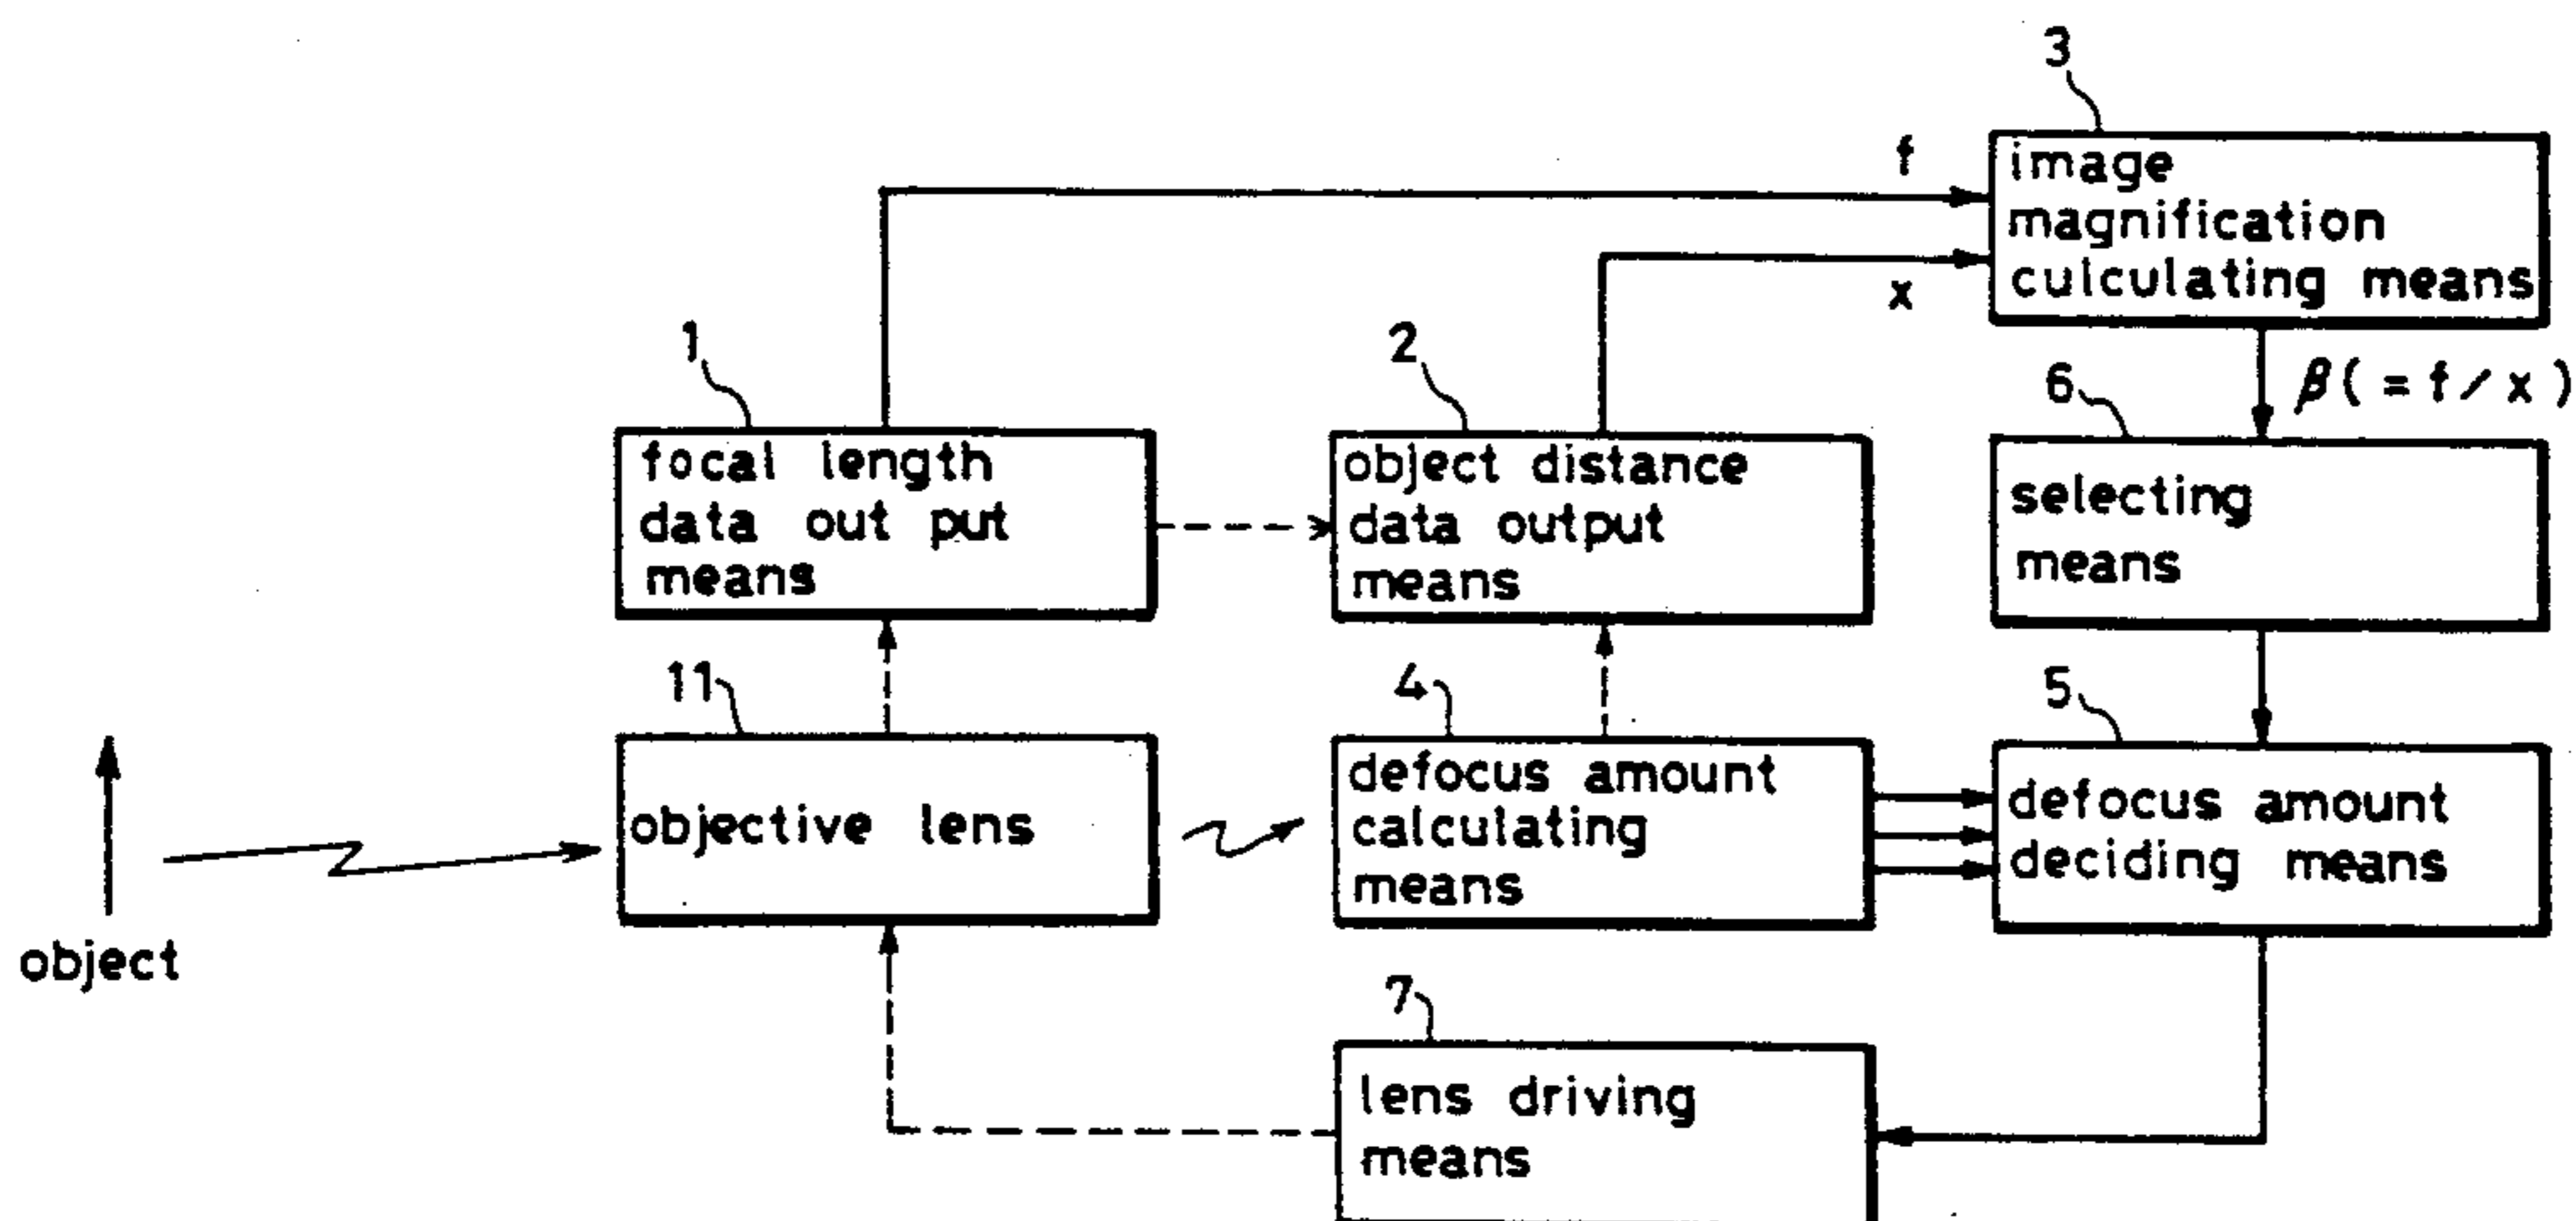 3
f
image
magnification
culculating means
x
1
2
6
β(=f/x)
focal length
data out put
means
object distance
data output
means
selecting
means
11
4
5
objective lens
defocus amount
calculating
means
defocus amount
deciding means
object
7
lens driving
means